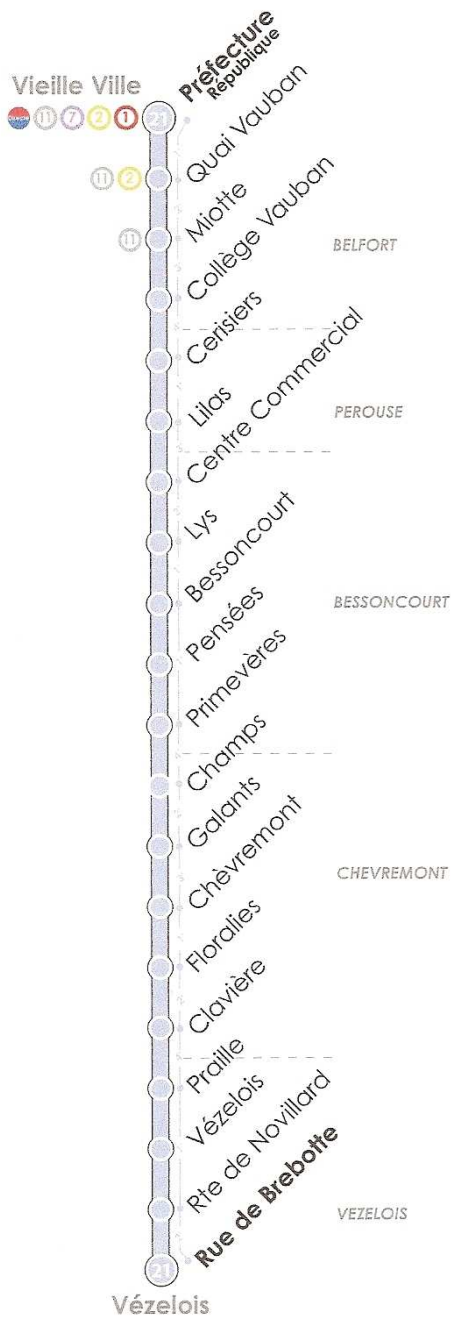 Vieille Ville
Préfecture
République
11 7 2 1 21
Quai Vauban
11 2
Miotte
11
Collège Vauban
BELFORT
Cerisiers
Lilas
PEROUSE
Centre Commercial
Lys
Bessoncourt
BESSONCOURT
Pensées
Primevères
Champs
Galants
Chèvremont
CHEVREMONT
Floralies
Clavière
Praille
Vézelois
Rte de Novillard
VEZELOIS
Rue de Brebotte
21
Vézelois